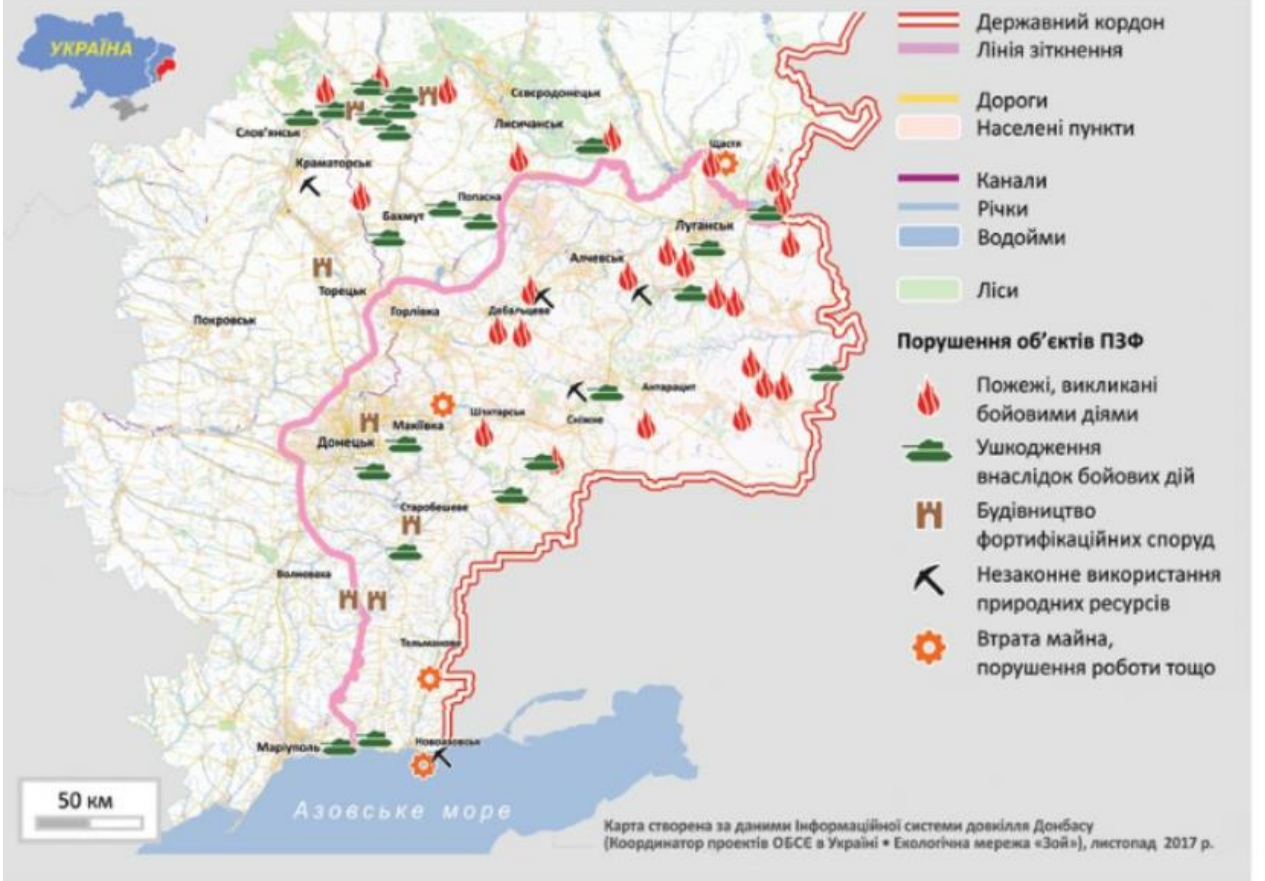 УКРАЇНА
Сєвєродонецьк
Лисичанськ
Слов'янськ
Щастя
Краматорськ
Попасна
Бахмут
Луганськ
Алчевськ
Торецьк
Горлівка
Дебальцеве
Покровськ
Антрацит
Шахтарськ
Сніжне
Макіївка
Донецьк
Старобешеве
Волноваха
Тельманове
Маріуполь
Новоазовськ
Азовське море
50 км
Державний кордон
Лінія зіткнення
Дороги
Населені пункти
Канали
Річки
Водойми
Ліси
Порушення об'єктів ПЗФ
Пожежі, викликані
бойовими діями
Ушкодження
внаслідок бойових дій
Будівництво
фортифікаційних споруд
Незаконне використання
природних ресурсів
Втрата майна,
порушення роботи тощо
Карта створена за даними Інформаційної системи довкілля Донбасу
(Координатор проектів ОБСЄ в Україні • Екологічна мережа «Зой»), листопад 2017 р.